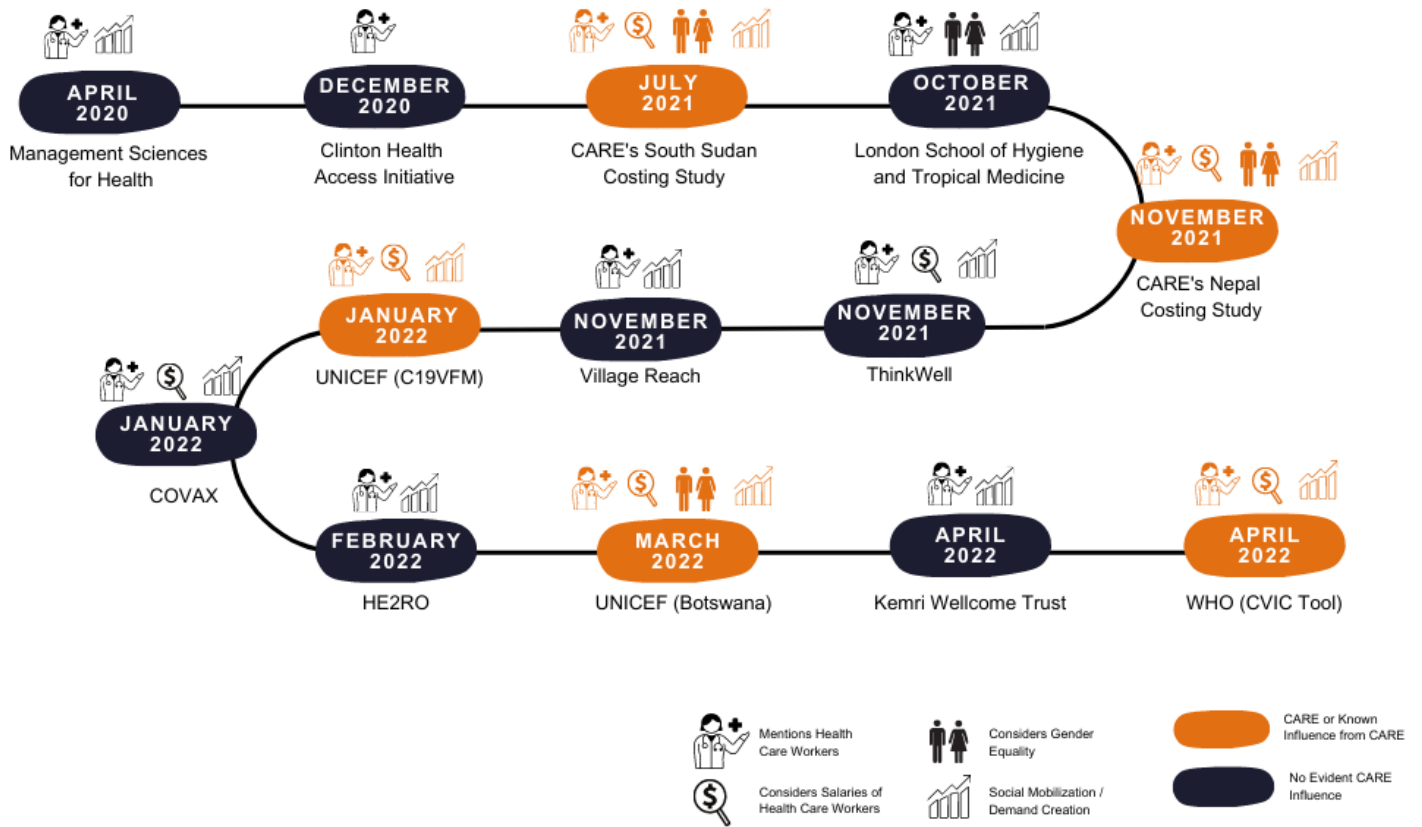 APRIL
2020
Management Sciences
for Health
DECEMBER
2020
Clinton Health
Access Initiative
JULY
2021
CARE's South Sudan
Costing Study
OCTOBER
2021
London School of Hygiene
and Tropical Medicine
NOVEMBER
2021
CARE's Nepal
Costing Study
NOVEMBER
2021
ThinkWell
NOVEMBER
2021
Village Reach
JANUARY
2022
UNICEF (C19VFM)
JANUARY
2022
COVAX
FEBRUARY
2022
HE2RO
MARCH
2022
UNICEF (Botswana)
APRIL
2022
Kemri Wellcome Trust
APRIL
2022
WHO (CVIC Tool)
Mentions Health
Care Workers
Considers Salaries of
Health Care Workers
Considers Gender
Equality
Social Mobilization /
Demand Creation
CARE or Known
Influence from CARE
No Evident CARE
Influence